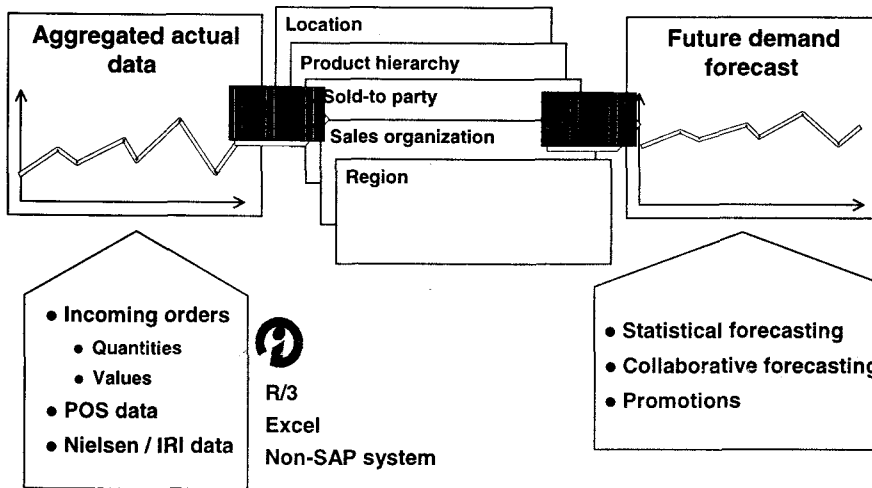 Aggregated actual
data
Location
Product hierarchy
Sold-to party
Sales organization
Region
Future demand
forecast
● Incoming orders
● Quantities
● Values
● POS data
● Nielsen / IRI data
R/3
Excel
Non-SAP system
● Statistical forecasting
● Collaborative forecasting
● Promotions